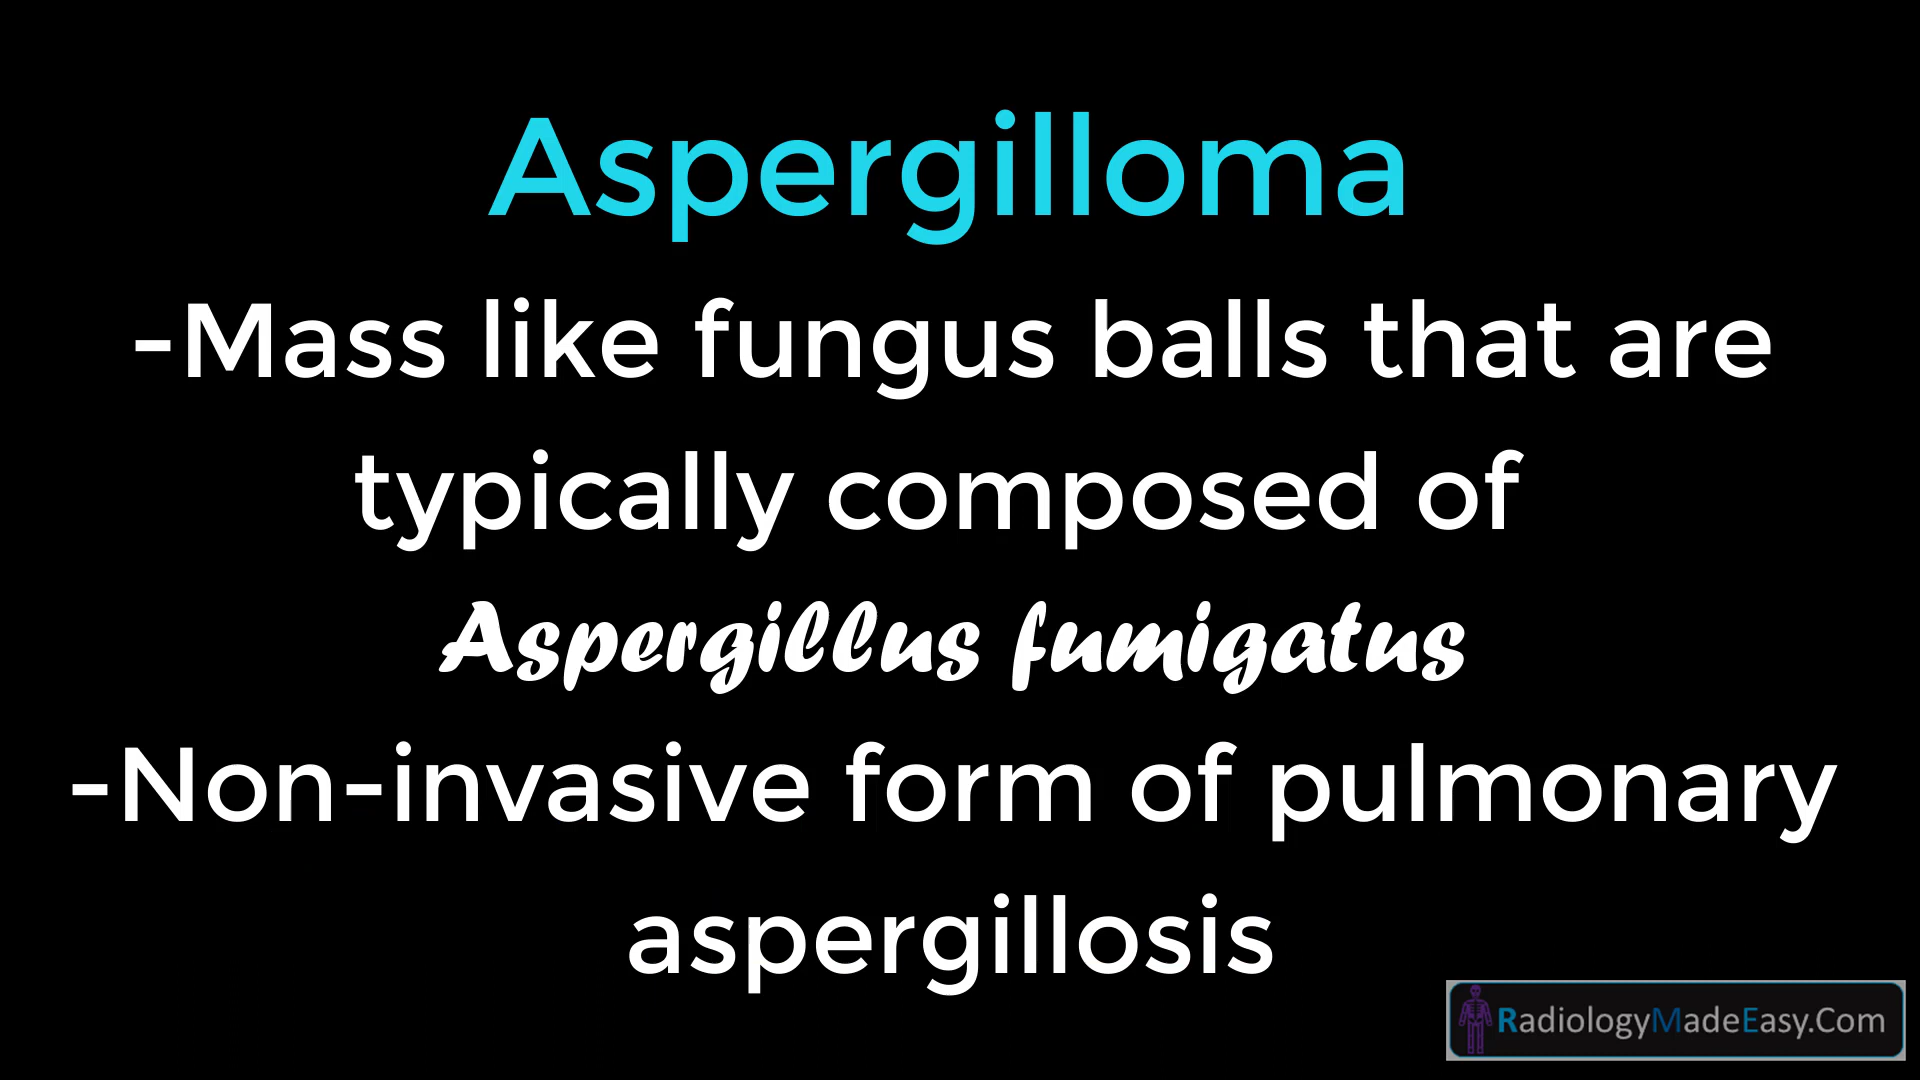 Aspergilloma
-Mass like fungus balls that are
typically composed of
Aspergillus fumigatus
-Non-invasive form of pulmonary
aspergillosis
RadiologyMadeEasy.Com